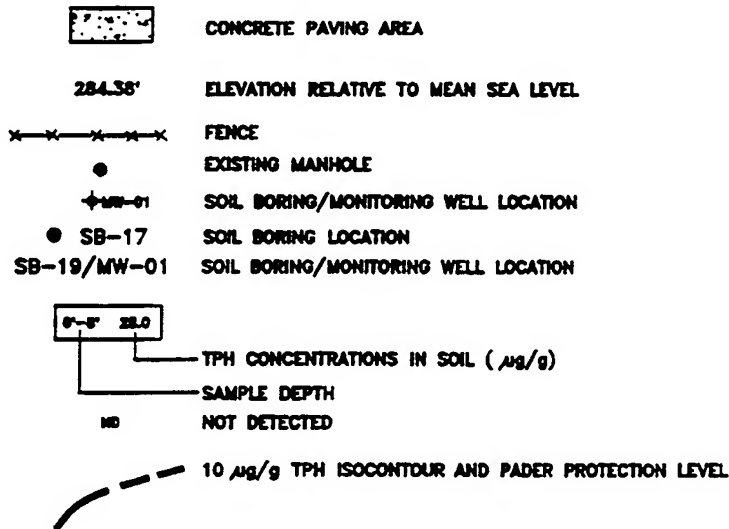 CONCRETE PAVING AREA
284.38' ELEVATION RELATIVE TO MEAN SEA LEVEL
FENCE
EXISTING MANHOLE
MW-01 SOIL BORING/MONITORING WELL LOCATION
SB-17 SOIL BORING LOCATION
SB-19/MW-01 SOIL BORING/MONITORING WELL LOCATION
28.0
TPH CONCENTRATIONS IN SOIL ( µg/g)
SAMPLE DEPTH
ND NOT DETECTED
10 µg/g TPH ISOCONTOUR AND PADER PROTECTION LEVEL